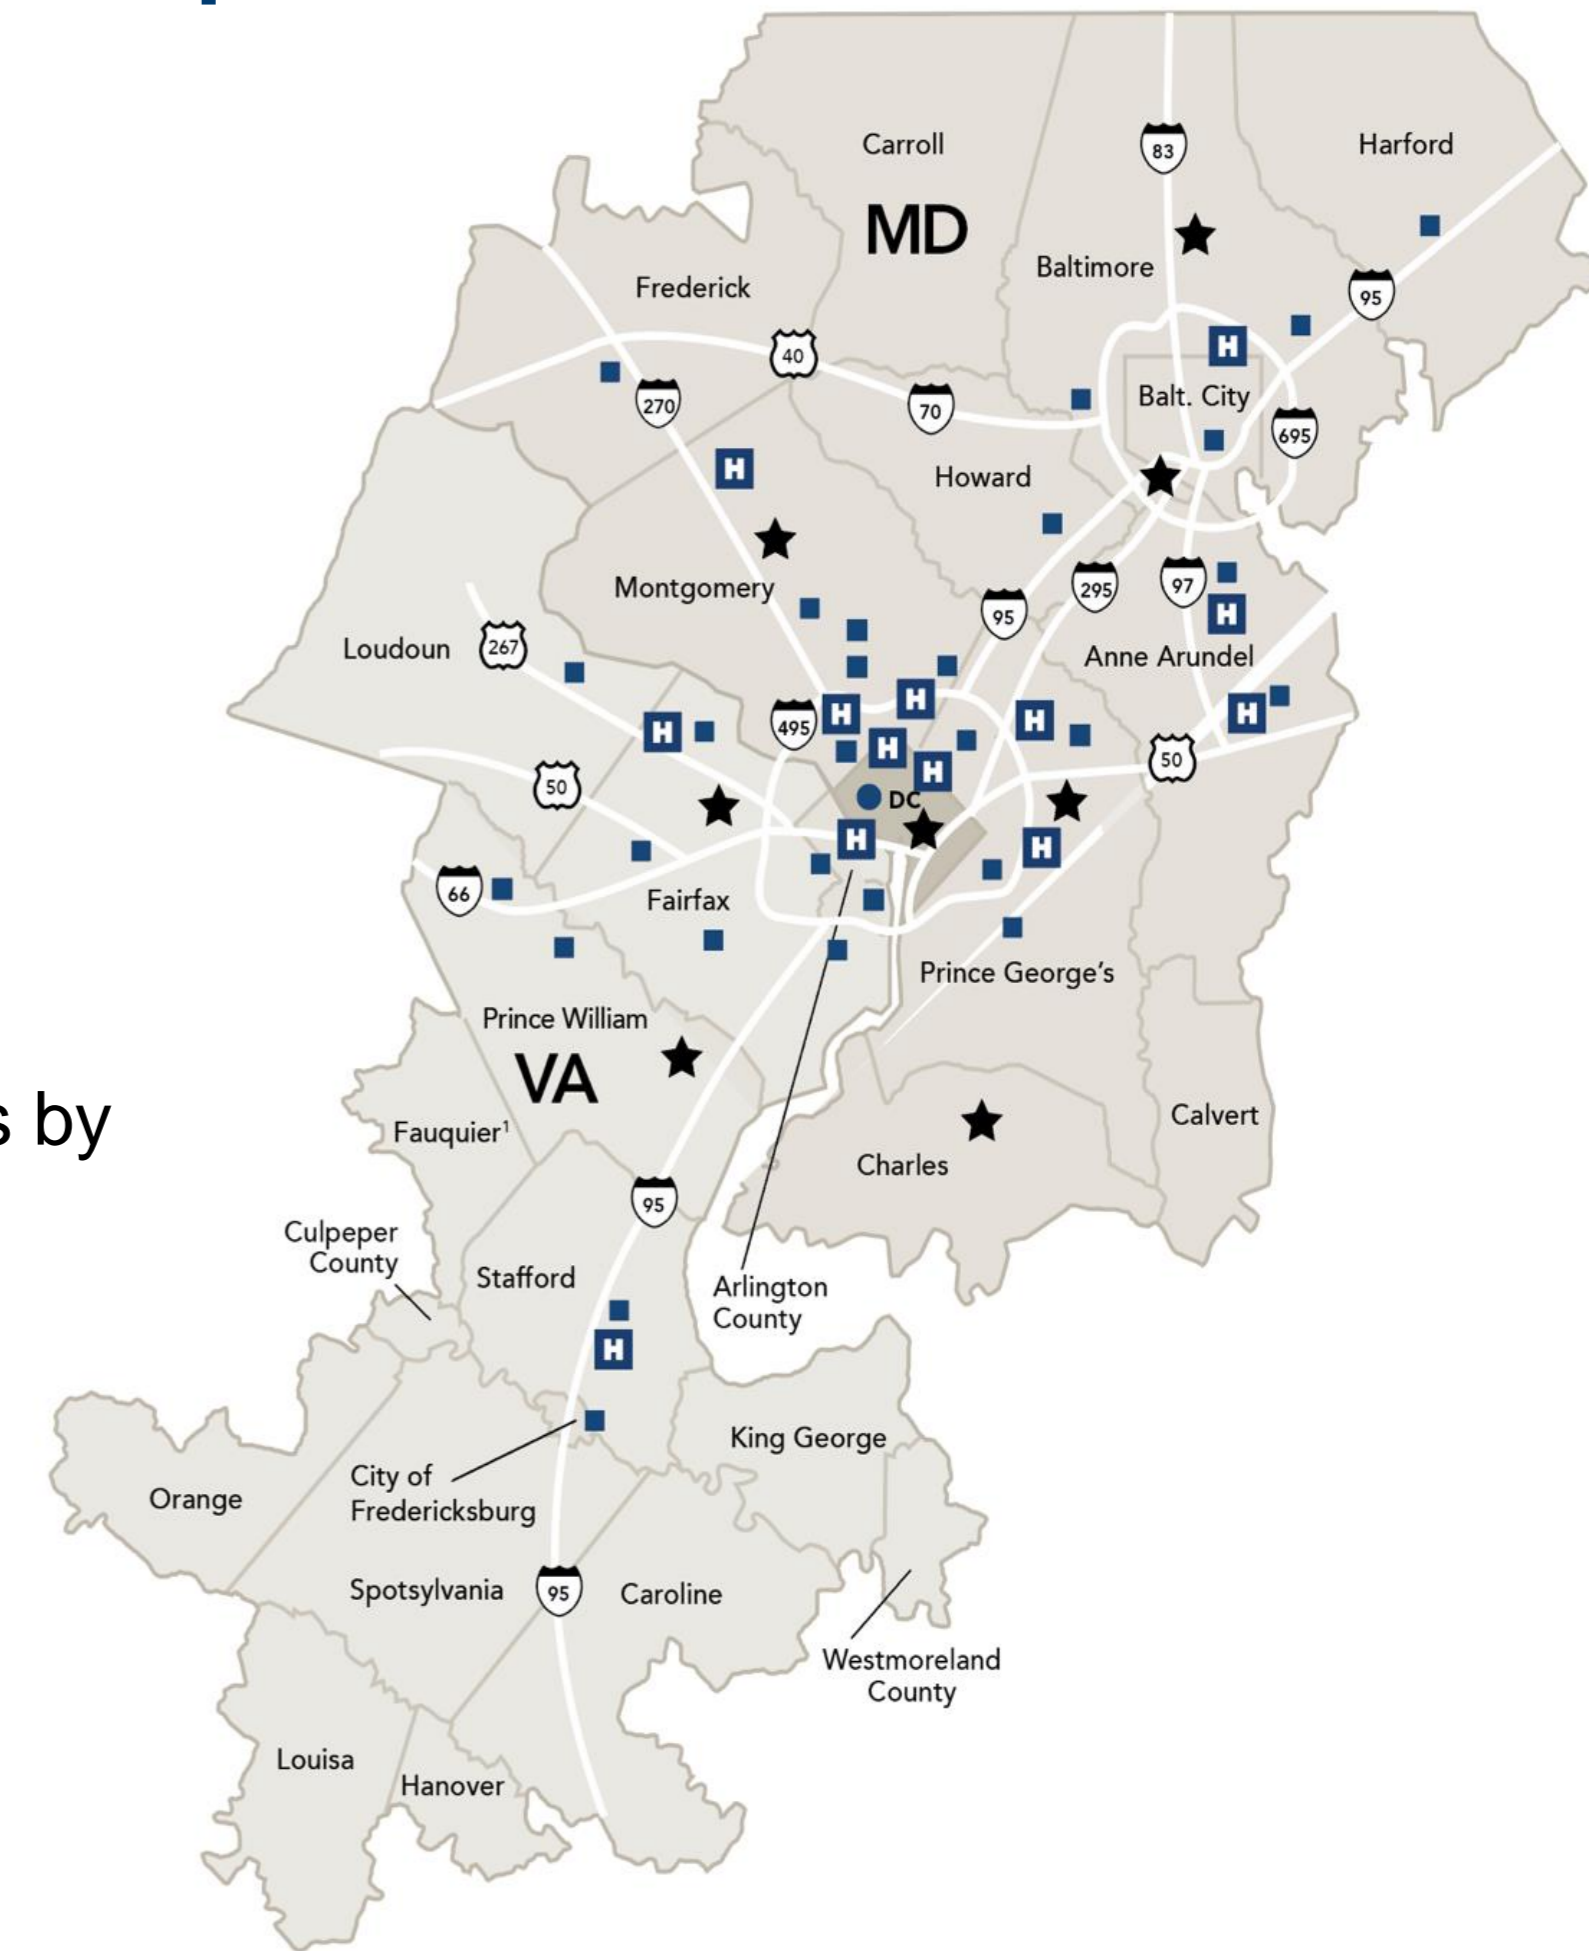 Carroll
83
Harford
MD
Baltimore
Frederick
95
H
40
270
70
Balt. City
695
H
Howard
Montgomery
295
97
95
H
Loudoun
267
Anne Arundel
H
H
H
H
H
495
H
50
H
50
DC
H
H
66
Fairfax
Prince George's
Prince William
VA
s by
Fauquier¹
Calvert
Charles
95
Culpeper
County
Stafford
Arlington
County
H
King George
City of
Fredericksburg
Orange
Spotsylvania
95
Caroline
Westmoreland
County
Louisa
Hanover